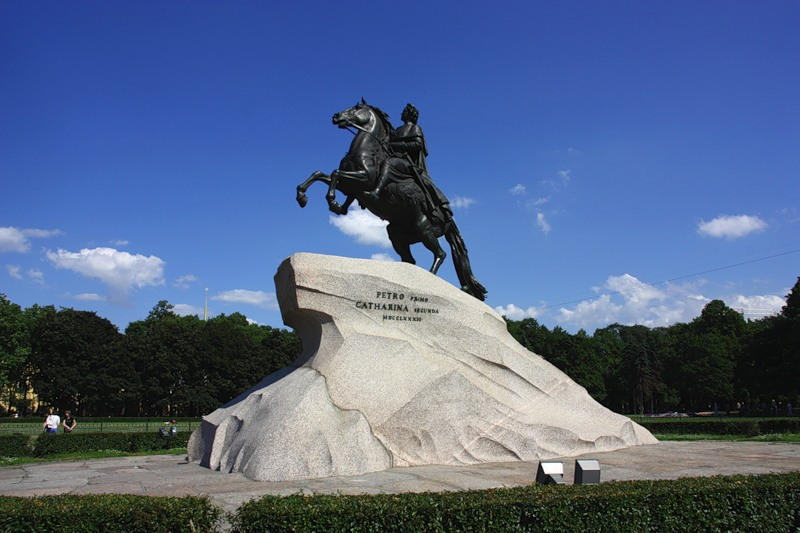 PETRO PRIMO
CATHARINA SECUNDA
MDCCLXXXII